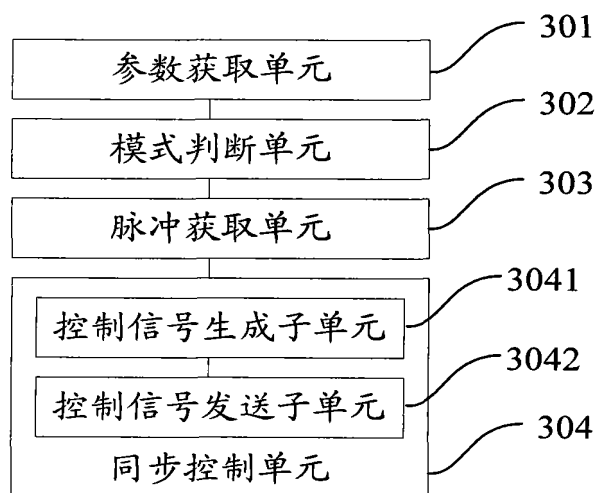 301
参数获取单元
302
模式判断单元
303
脉冲获取单元
3041
控制信号生成子单元
3042
控制信号发送子单元
304
同步控制单元